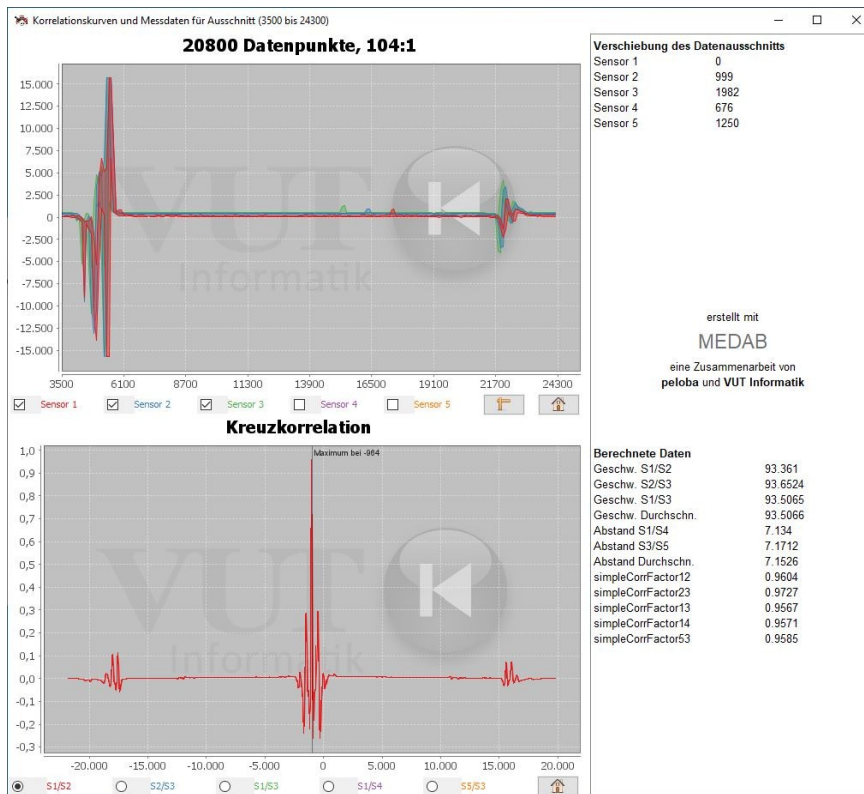 Korrelationskurven und Messdaten für Ausschnitt (3500 bis 24300)
20800 Datenpunkte, 104:1
15.000
12.500
10.000
7.500
5.000
2.500
0
-2.500
-5.000
-7.500
-10.000
-12.500
-15.000
VUT
Informatik
3500 6100 8700 11300 13900 16500 19100 21700 24300
Sensor 1 Sensor 2 Sensor 3 Sensor 4 Sensor 5
Kreuzkorrelation
Maximum bei -964
1,0
0,9
0,8
0,7
0,6
0,5
0,4
0,3
0,2
0,1
0,0
-0,1
-0,2
-0,3
VUT
Informatik
-20.000 -15.000 -10.000 -5.000 0 5.000 10.000 15.000 20.000
S1/S2 S2/S3 S1/S3 S1/S4 S5/S3
Verschiebung des Datenausschnitts
Sensor 1 0
Sensor 2 999
Sensor 3 1982
Sensor 4 676
Sensor 5 1250
erstellt mit
MEDAB
eine Zusammenarbeit von
peloba und VUT Informatik
Berechnete Daten
Geschw. S1/S2 93.361
Geschw. S2/S3 93.6524
Geschw. S1/S3 93.5065
Geschw. Durchschn. 93.5066
Abstand S1/S4 7.134
Abstand S3/S5 7.1712
Abstand Durchschn. 7.1526
simpleCorrFactor12 0.9604
simpleCorrFactor23 0.9727
simpleCorrFactor13 0.9567
simpleCorrFactor14 0.9571
simpleCorrFactor53 0.9585